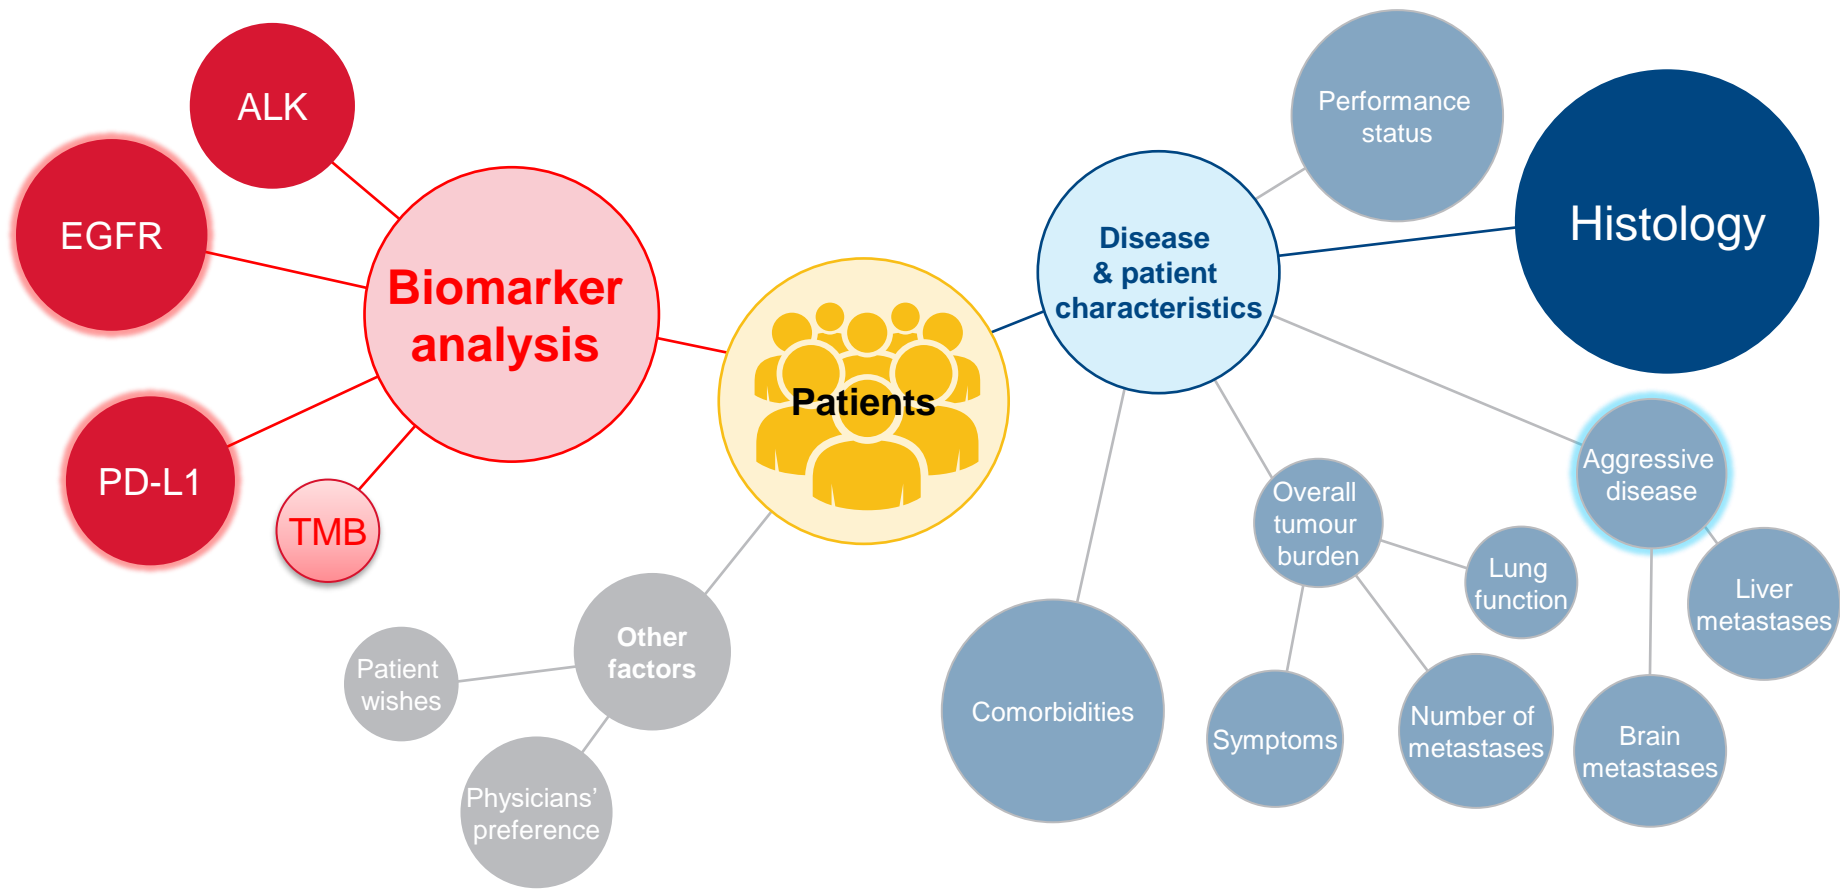 ALK
EGFR
Biomarker
analysis
PD-L1
TMB
Patients
Other
factors
Patient
wishes
Physicians’
preference
Disease
& patient
characteristics
Performance
status
Histology
Aggressive
disease
Overall
tumour
burden
Lung
function
Liver
metastases
Comorbidities
Symptoms
Number of
metastases
Brain
metastases